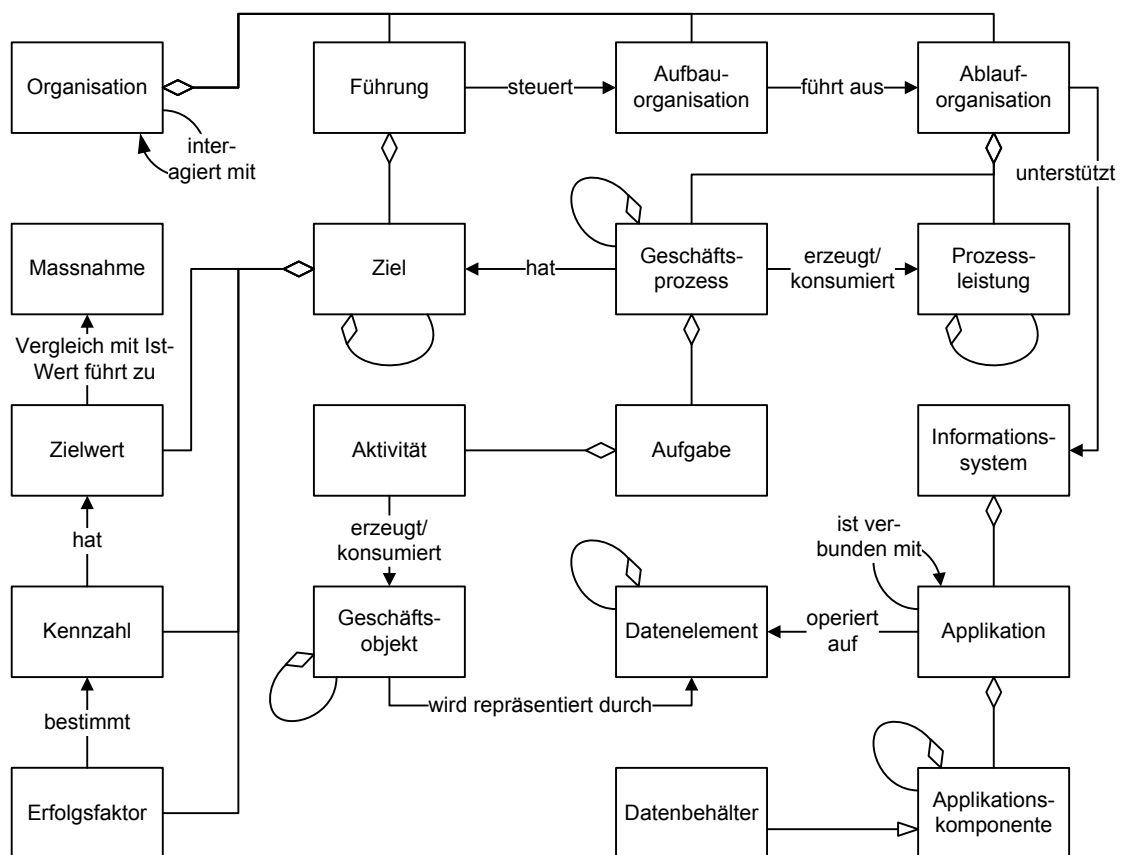 Organisation
Führung
steuert
Aufbau-
organisation
führt aus
Ablauf-
organisation
inter-
agiert mit
unterstützt
Massnahme
Ziel
hat
Geschäfts-
prozess
erzeugt/
konsumiert
Prozess-
leistung
Vergleich mit Ist-
Wert führt zu
Zielwert
Aktivität
Aufgabe
Informations-
system
hat
erzeugt/
konsumiert
ist ver-
bunden mit
Kennzahl
Geschäfts-
objekt
Datenelement
operiert
auf
Applikation
bestimmt
wird repräsentiert durch
Erfolgsfaktor
Datenbehälter
Applikations-
komponente